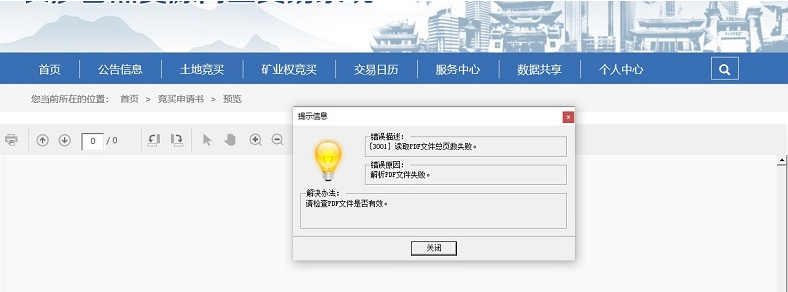 首页 公告信息 土地竞买 矿业权竞买 交易日历 服务中心 数据共享 个人中心
您当前所在的位置: 首页 > 竞买申请书 > 预览
提示信息 x
0 / 0
错误描述:
[3001] 读取PDF文件总页数失败。
错误原因:
解析PDF文件失败。
解决办法:
请检查PDF文件是否有效。
关闭